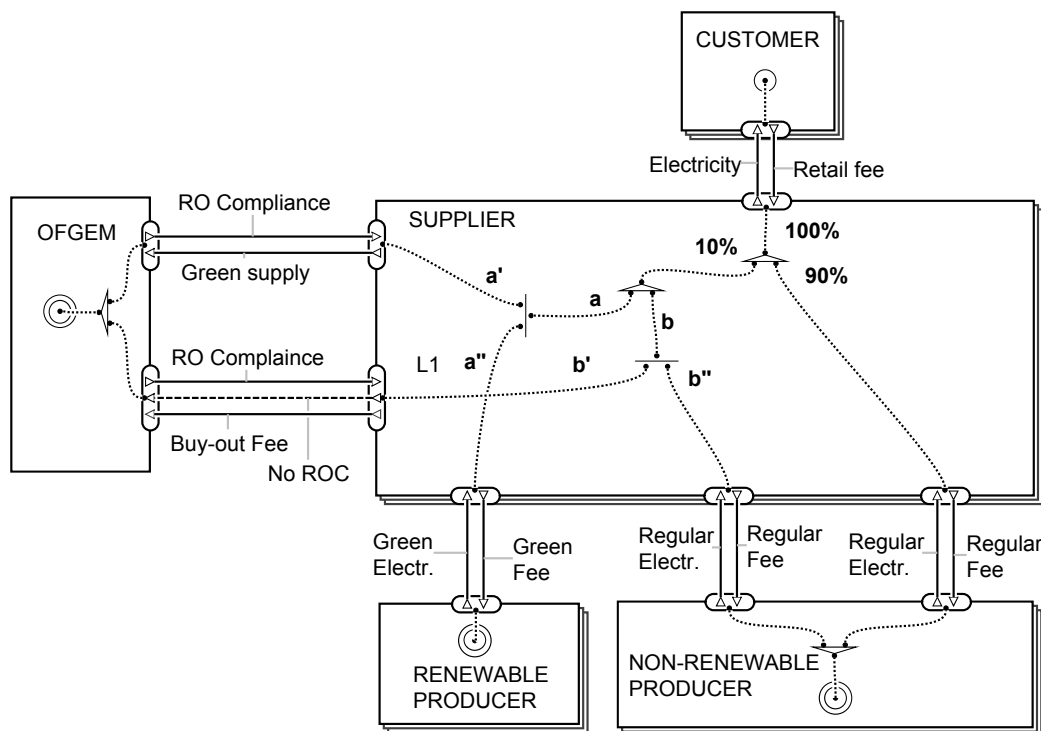 CUSTOMER
Electricity
Retail fee
RO Compliance
OFGEM
SUPPLIER
100%
10%
Green supply
90%
a'
a
b
RO Complaince
a"
L1
b'
b"
Buy-out Fee
No ROC
Green
Electr.
Green
Fee
Regular
Electr.
Regular
Fee
Regular
Electr.
Regular
Fee
RENEWABLE
PRODUCER
NON-RENEWABLE
PRODUCER